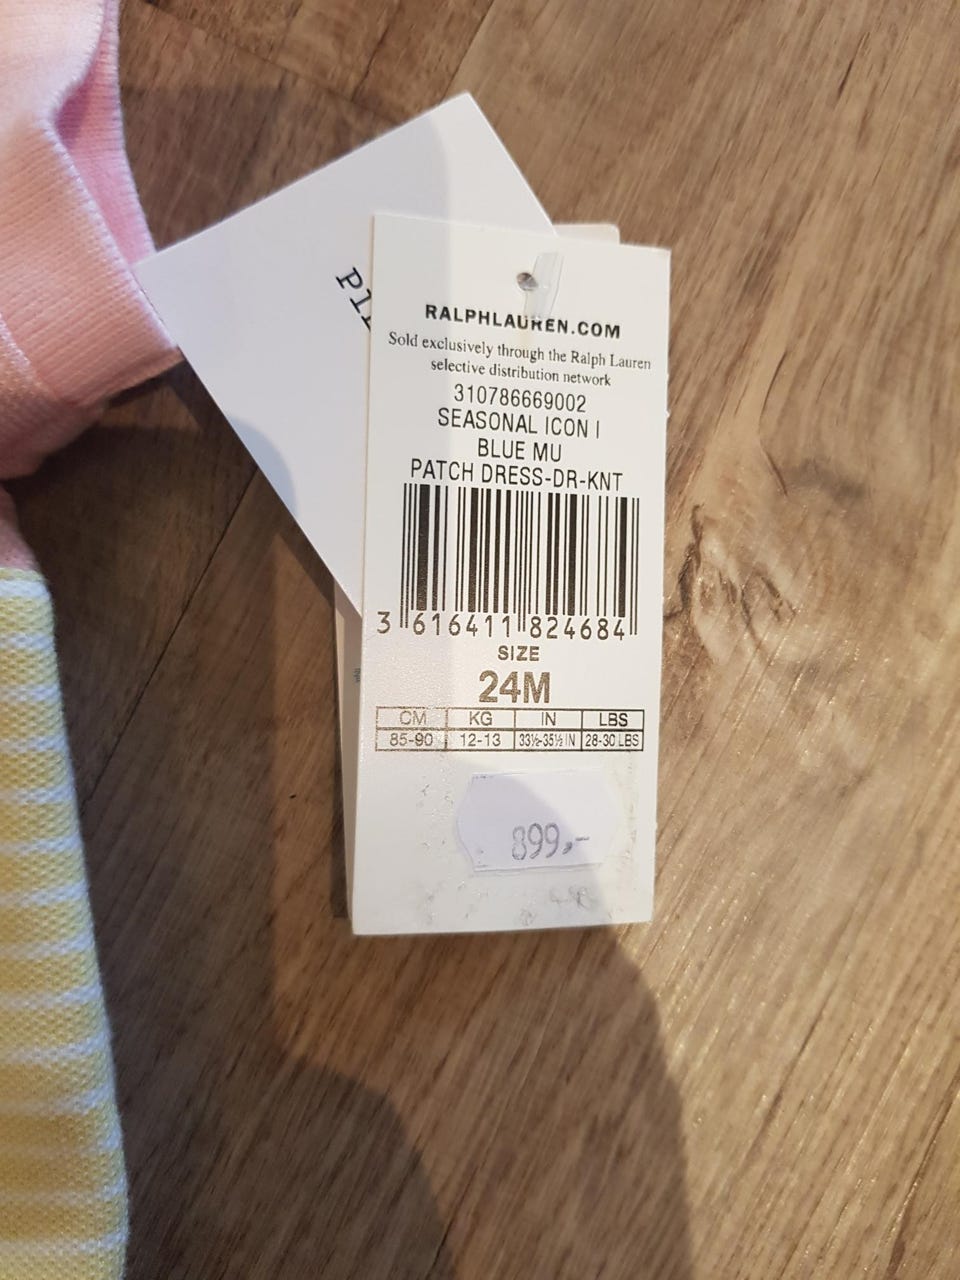 RALPHLAUREN.COM
Sold exclusively through the Ralph Lauren
selective distribution network
310786669002
SEASONAL ICON I
BLUE MU
PATCH DRESS-DR-KNT
3 616411 824684
SIZE
24M
CM KG IN LBS
85-90 12-13 33½-35½ IN 28-30 LBS
899,-